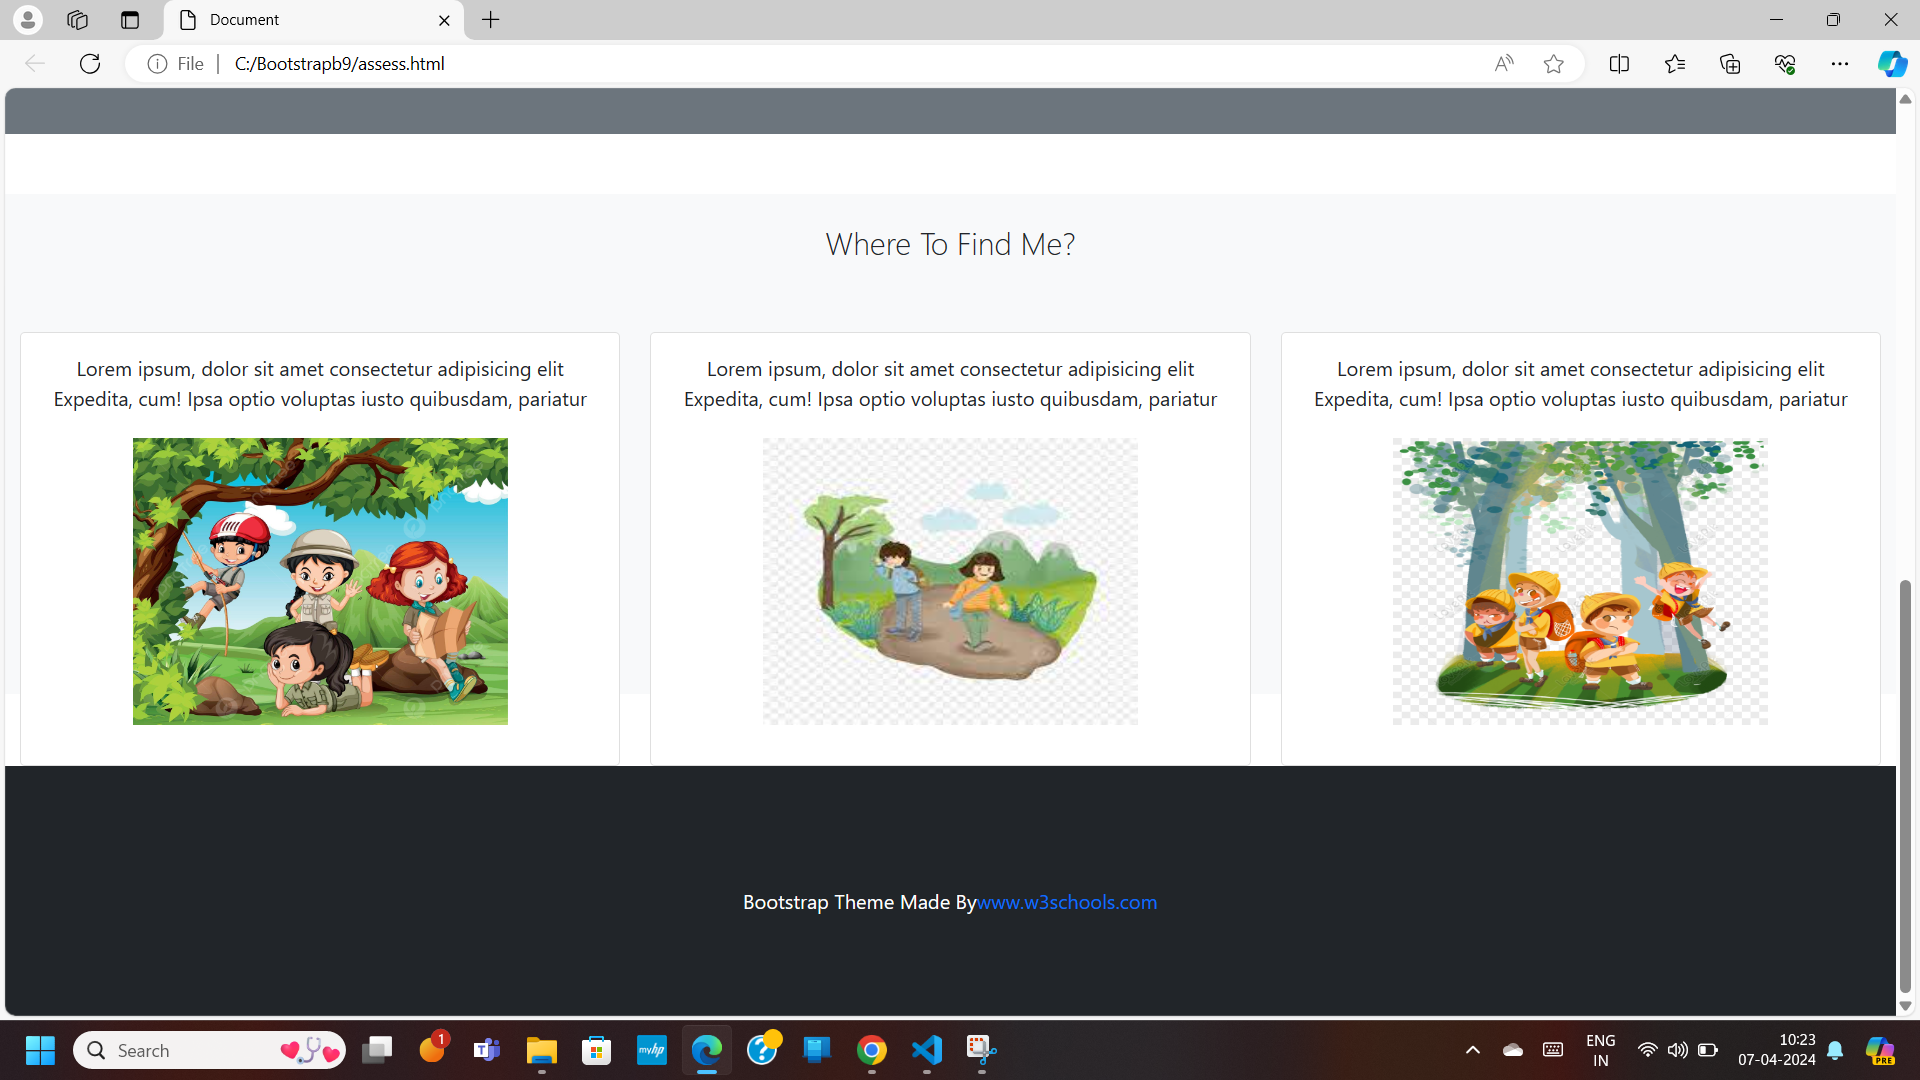 Document
File
C:/Bootstrapb9/assess.html
Where To Find Me?
Lorem ipsum, dolor sit amet consectetur adipisicing elit
Expedita, cum! Ipsa optio voluptas iusto quibusdam, pariatur
Lorem ipsum, dolor sit amet consectetur adipisicing elit
Expedita, cum! Ipsa optio voluptas iusto quibusdam, pariatur
Lorem ipsum, dolor sit amet consectetur adipisicing elit
Expedita, cum! Ipsa optio voluptas iusto quibusdam, pariatur
Bootstrap Theme Made Bywww.w3schools.com
Search
1
myhp
ENG
IN
10:23
07-04-2024
PRE